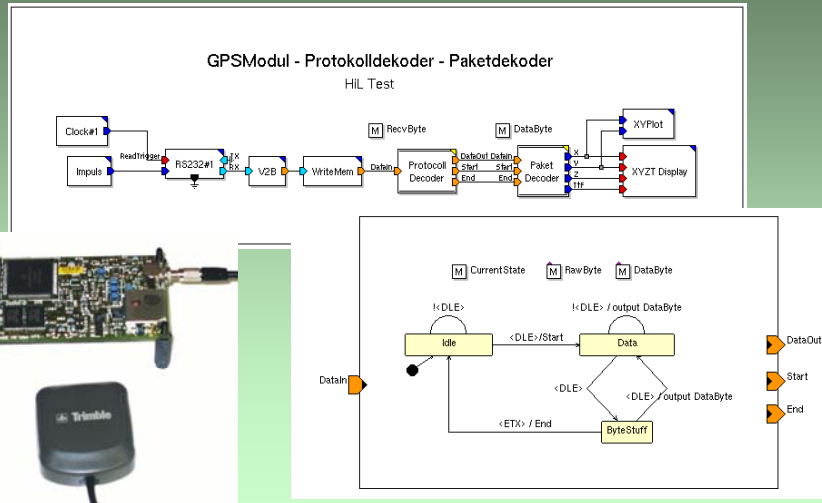 GPSModul - Protokolldekoder - Paketdekoder
HiL Test
Clock#1
Impuls
ReadTrigger
RS232#1
TX
RX
V2B
WriteMem
M RecvByte
M DataByte
DataIn
Protocoll
Decoder
DataOut DataIn
Start Start
End End
Paket
Decoder
X
Y
Z
TTF
XYPlot
XYZT Display
M CurrentState
M RawByte
M DataByte
!<DLE>
!<DLE> / output DataByte
Idle
<DLE>/Start
Data
DataIn
<DLE>
<DLE> / output DataByte
<ETX> / End
ByteStuff
DataOut
Start
End
Trimble